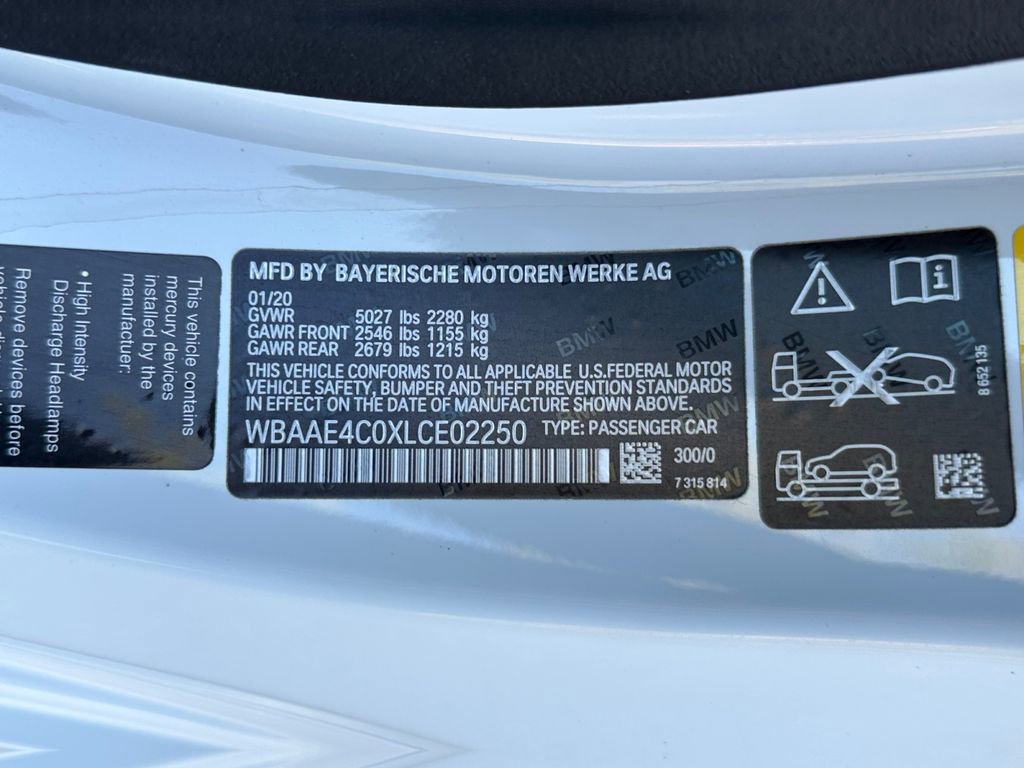 This vehicle contains
mercury devices
installed by the
manufacturer:
• High Intensity
Discharge Headlamps
Remove devices before
MFD BY BAYERISCHE MOTOREN WERKE AG
01/20
GVWR 5027 lbs 2280 kg
GAWR FRONT 2546 lbs 1155 kg
GAWR REAR 2679 lbs 1215 kg
THIS VEHICLE CONFORMS TO ALL APPLICABLE U.S.FEDERAL MOTOR
VEHICLE SAFETY, BUMPER AND THEFT PREVENTION STANDARDS
IN EFFECT ON THE DATE OF MANUFACTURE SHOWN ABOVE.
WBAAE4C0XLCE02250 TYPE: PASSENGER CAR
300/0
7 315 814
8 652 135
BMW